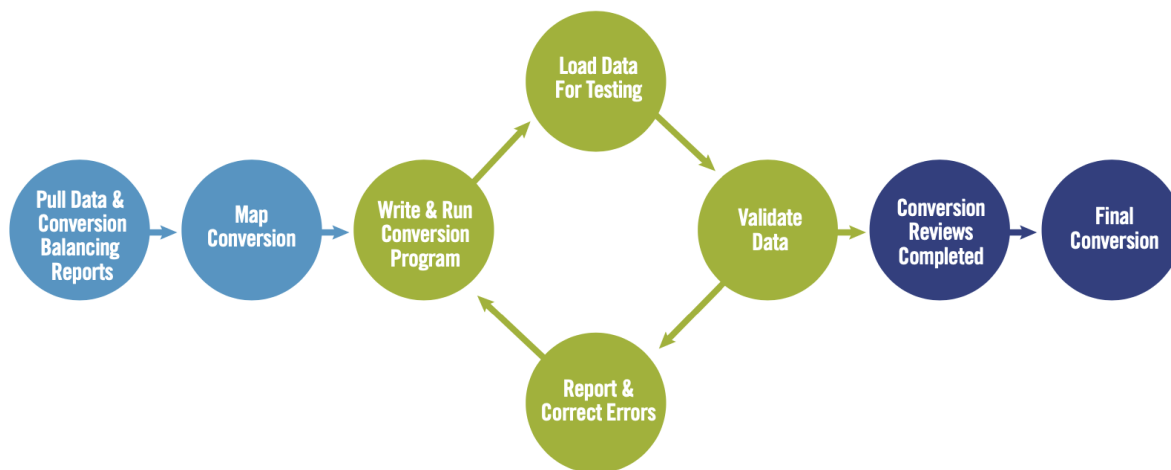 Pull Data &
Conversion
Balancing
Reports
Map
Conversion
Write & Run
Conversion
Program
Load Data
For Testing
Validate
Data
Report &
Correct Errors
Conversion
Reviews
Completed
Final
Conversion